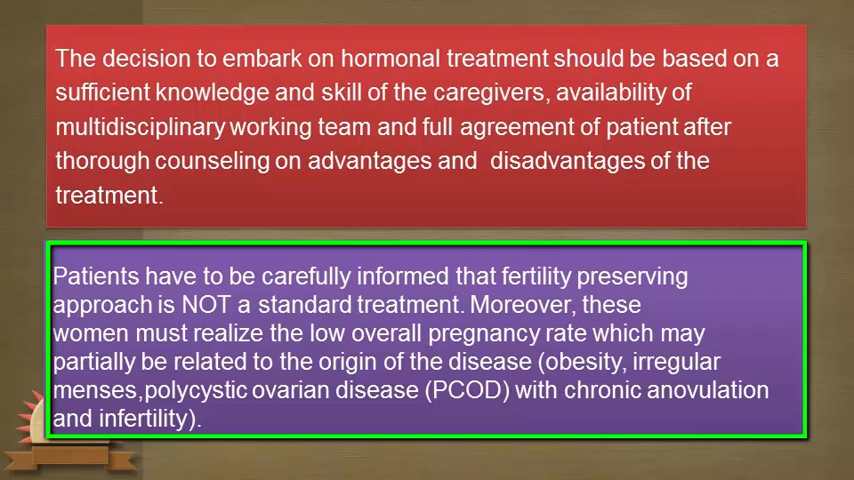 The decision to embark on hormonal treatment should be based on a
sufficient knowledge and skill of the caregivers, availability of
multidisciplinary working team and full agreement of patient after
thorough counseling on advantages and  disadvantages of the
treatment.
Patients have to be carefully informed that fertility preserving
approach is NOT a standard treatment. Moreover, these
women must realize the low overall pregnancy rate which may
partially be related to the origin of the disease (obesity, irregular
menses,polycystic ovarian disease (PCOD) with chronic anovulation
and infertility).